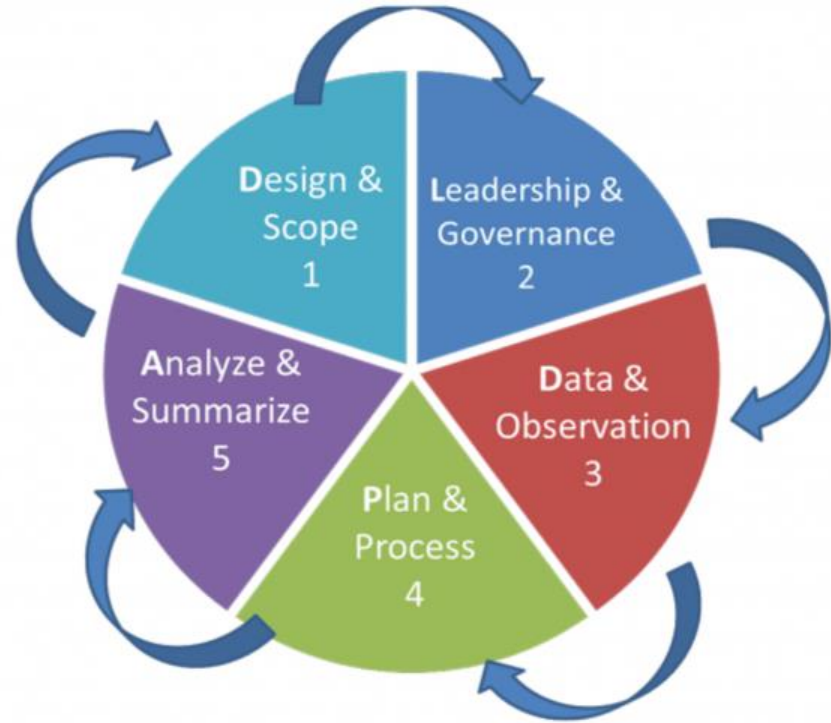 Design &
Scope
1
Leadership &
Governance
2
Data &
Observation
3
Plan &
Process
4
Analyze &
Summarize
5